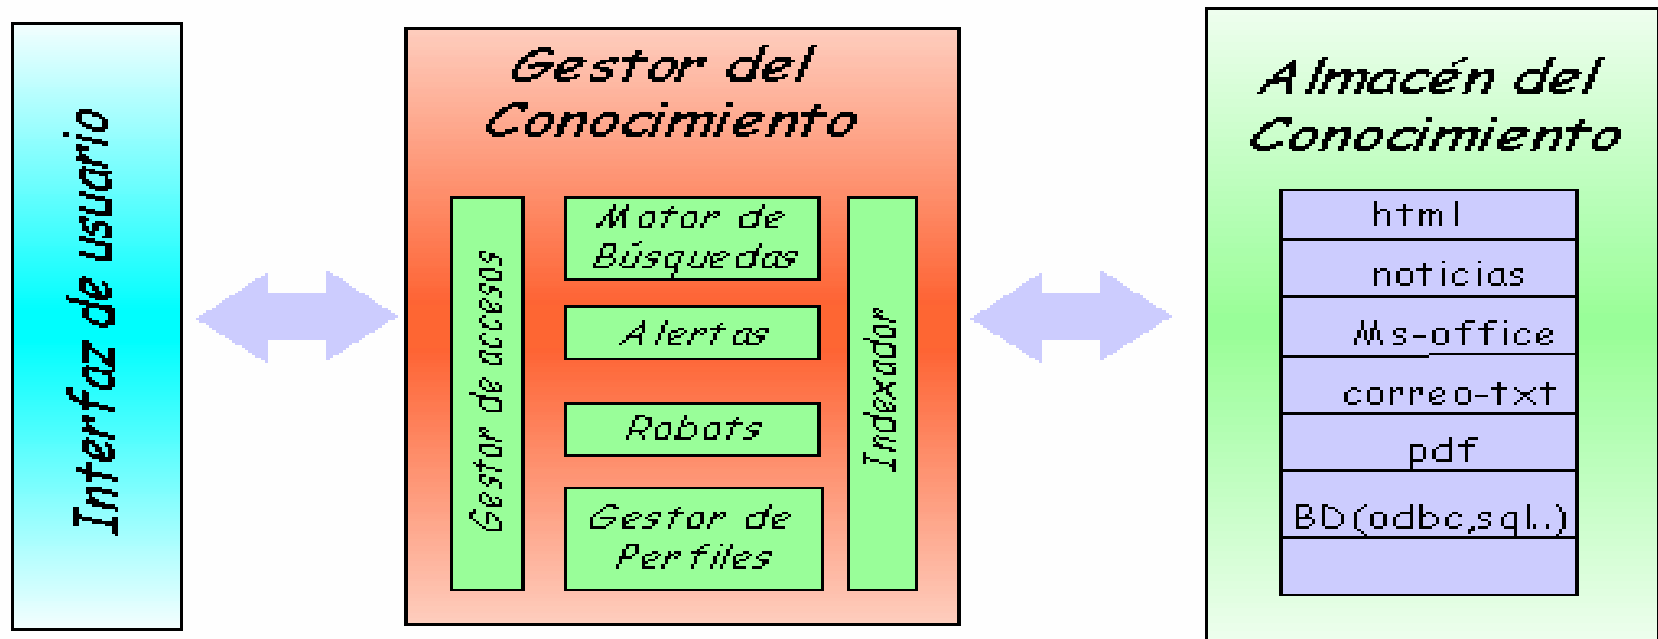 Interfaz de usuario
Gestor del
Conocimiento
Gestor de accesos
Motor de
Búsquedas
Alertas
Robots
Gestor de
Perfiles
Indexador
Almacén del
Conocimiento
html
noticias
Ms-office
correo-txt
pdf
BD(odbc,sql..)